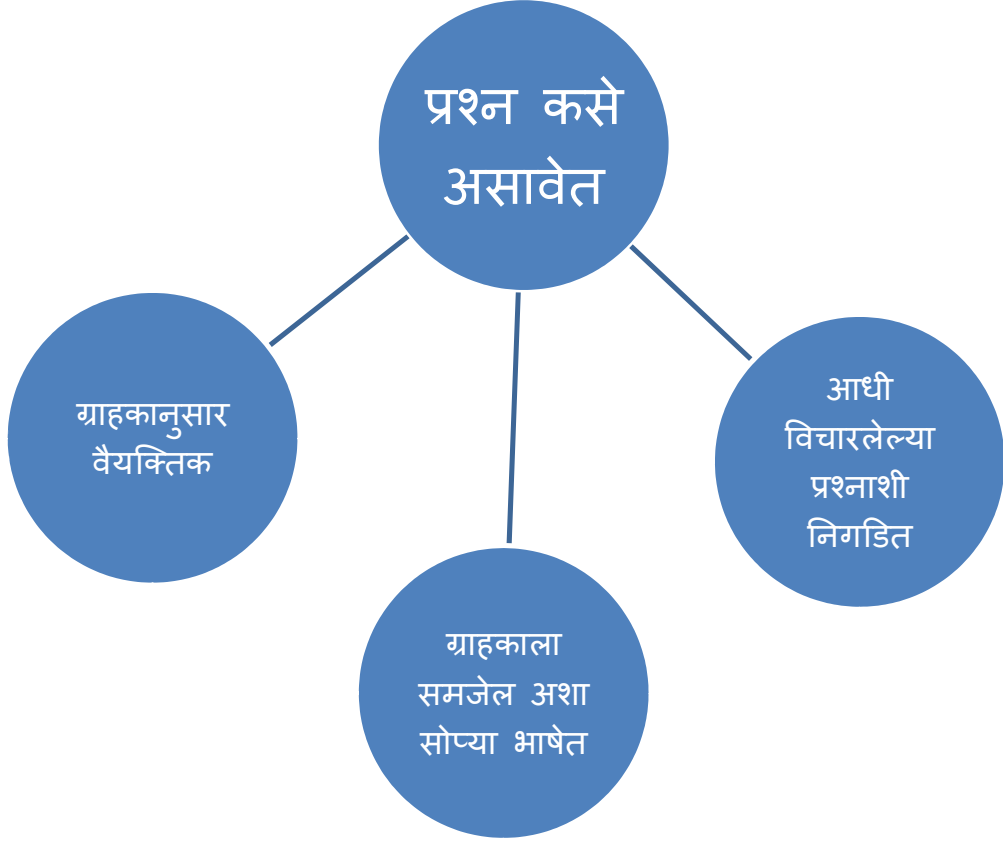 प्रश्न कसे
असावेत
ग्राहकानुसार
वैयक्तिक
ग्राहकाला
समजेल अशा
सोप्या भाषेत
आधी
विचारलेल्या
प्रश्नाशी
निगडित